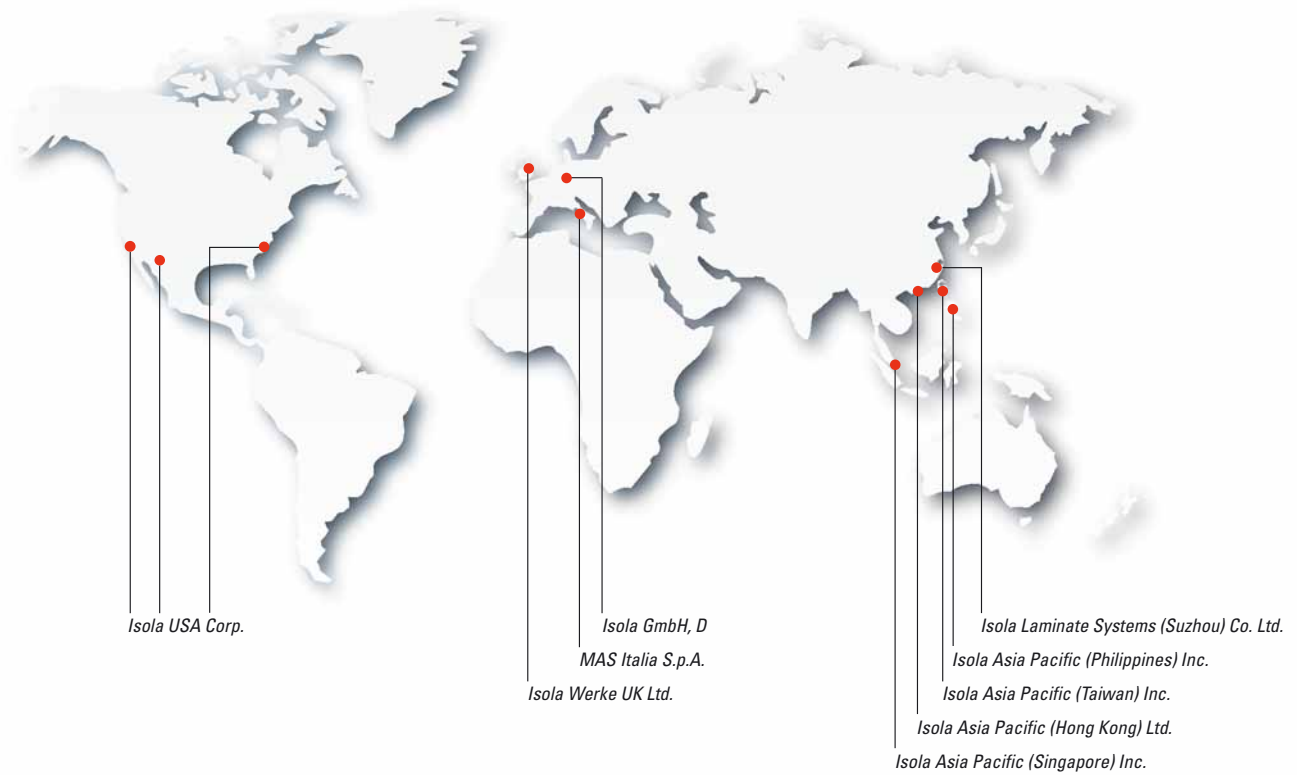 Isola USA Corp.
Isola GmbH, D
MAS Italia S.p.A.
Isola Werke UK Ltd.
Isola Laminate Systems (Suzhou) Co. Ltd.
Isola Asia Pacific (Philippines) Inc.
Isola Asia Pacific (Taiwan) Inc.
Isola Asia Pacific (Hong Kong) Ltd.
Isola Asia Pacific (Singapore) Inc.